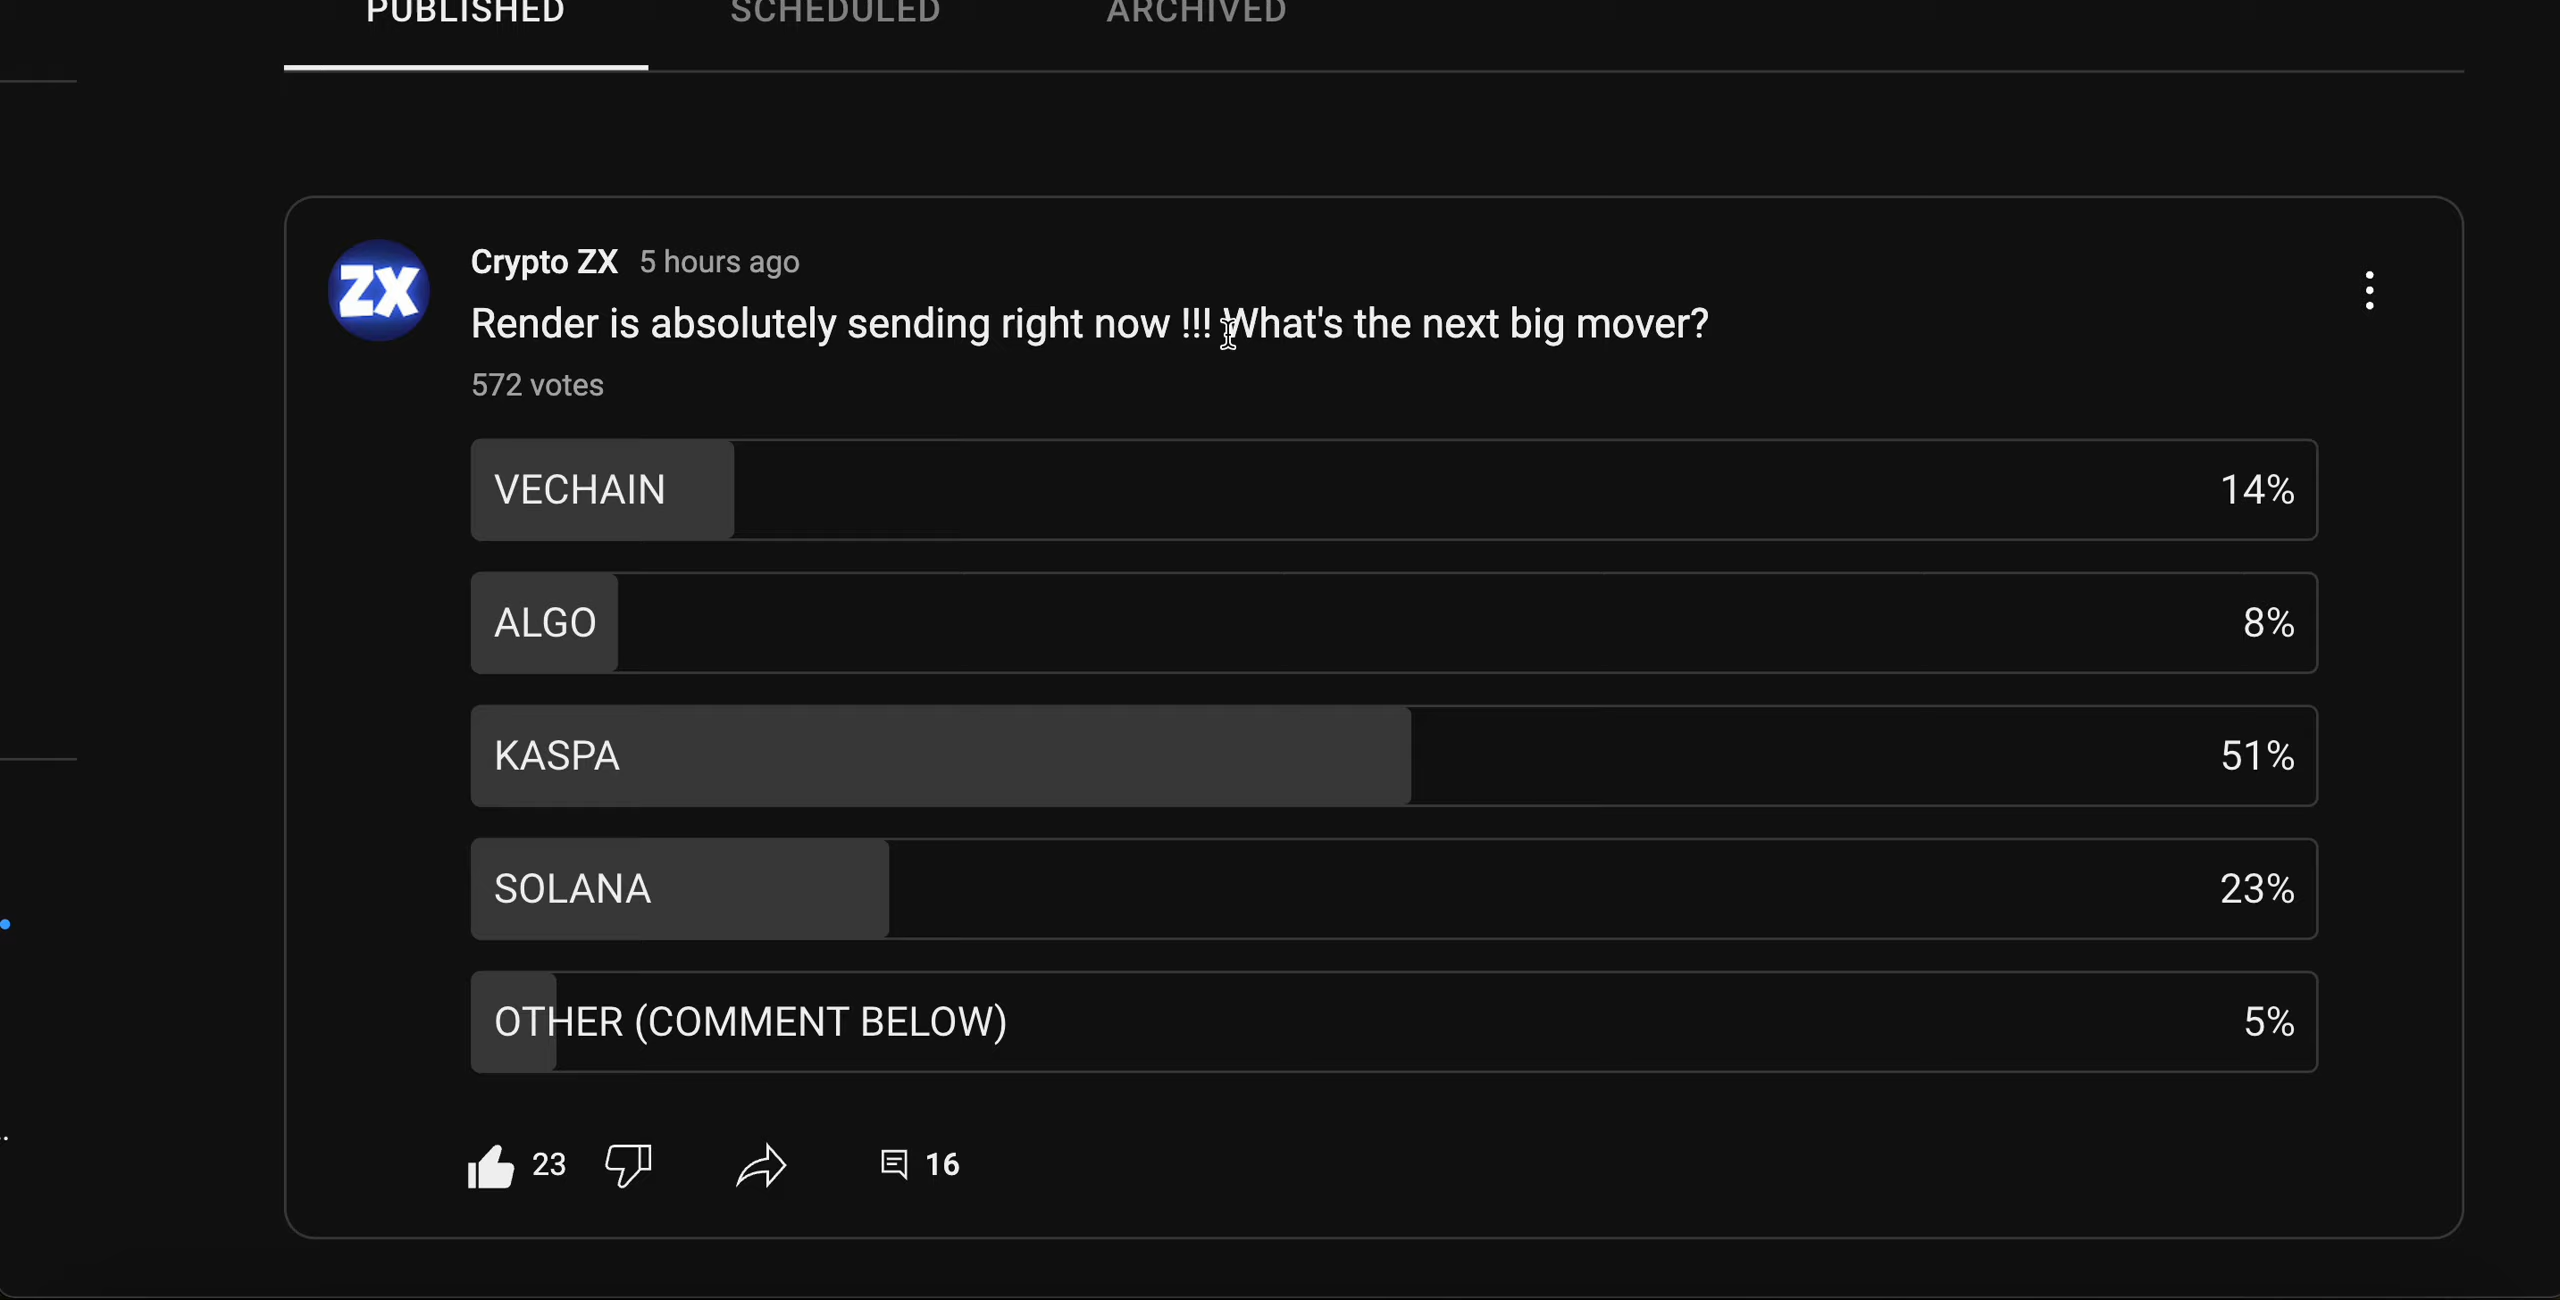 PUBLISHED SCHEDULED ARCHIVED
ZX
Crypto ZX 5 hours ago
Render is absolutely sending right now !!! What's the next big mover?
572 votes
VECHAIN 14%
ALGO 8%
KASPA 51%
SOLANA 23%
OTHER (COMMENT BELOW) 5%
23 16